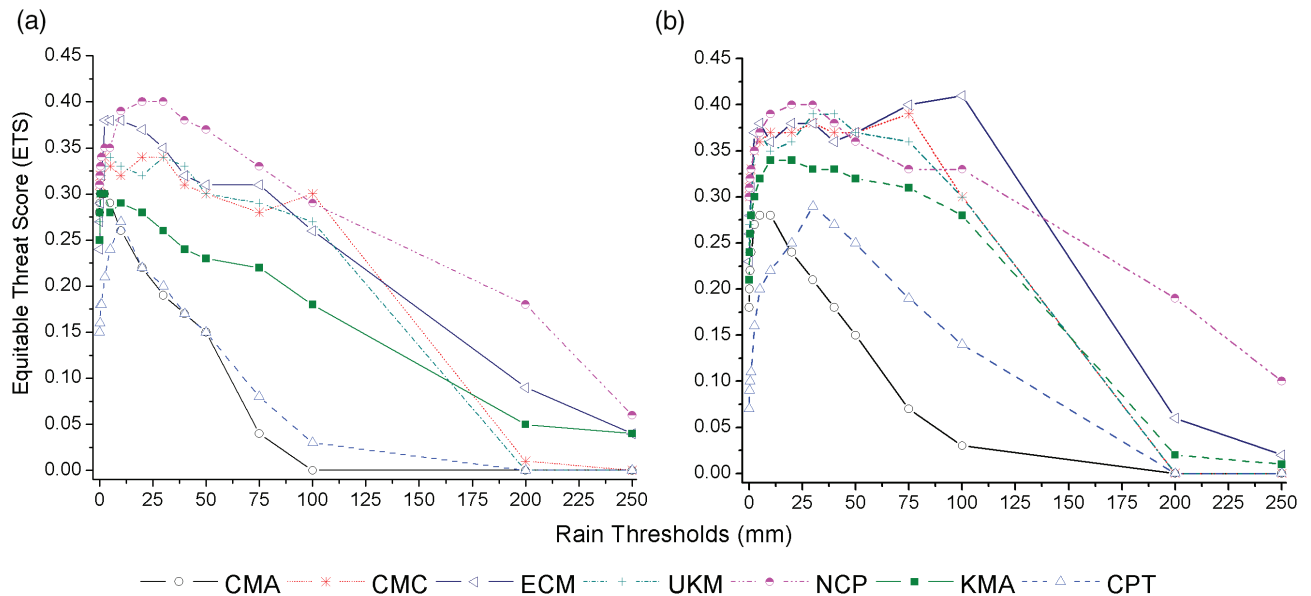 (a)
(b)
Equitable Threat Score (ETS)
0.45
0.40
0.35
0.30
0.25
0.20
0.15
0.10
0.05
0.00
0 25 50 75 100 125 150 175 200 225 250
0.45
0.40
0.35
0.30
0.25
0.20
0.15
0.10
0.05
0.00
0 25 50 75 100 125 150 175 200 225 250
Rain Thresholds (mm)
CMA CMC ECM UKM NCP KMA CPT